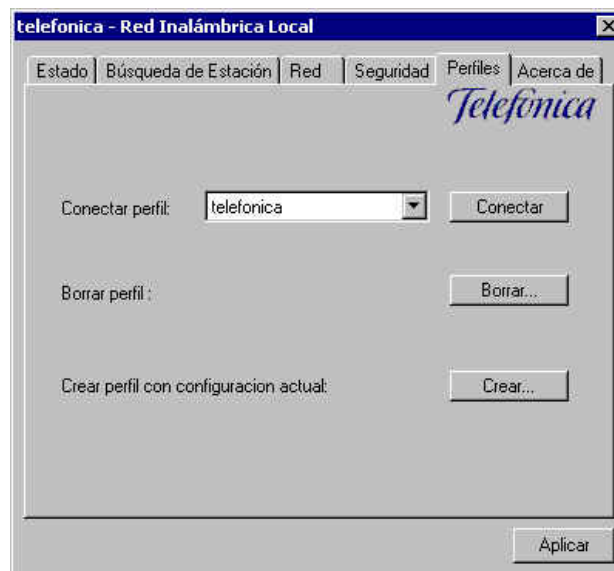 telefonica - Red Inalámbrica Local
Estado Búsqueda de Estación Red Seguridad Perfiles Acerca de
Telefónica
Conectar perfil: telefonica Conectar
Borrar perfil : Borrar...
Crear perfil con configuracion actual: Crear...
Aplicar